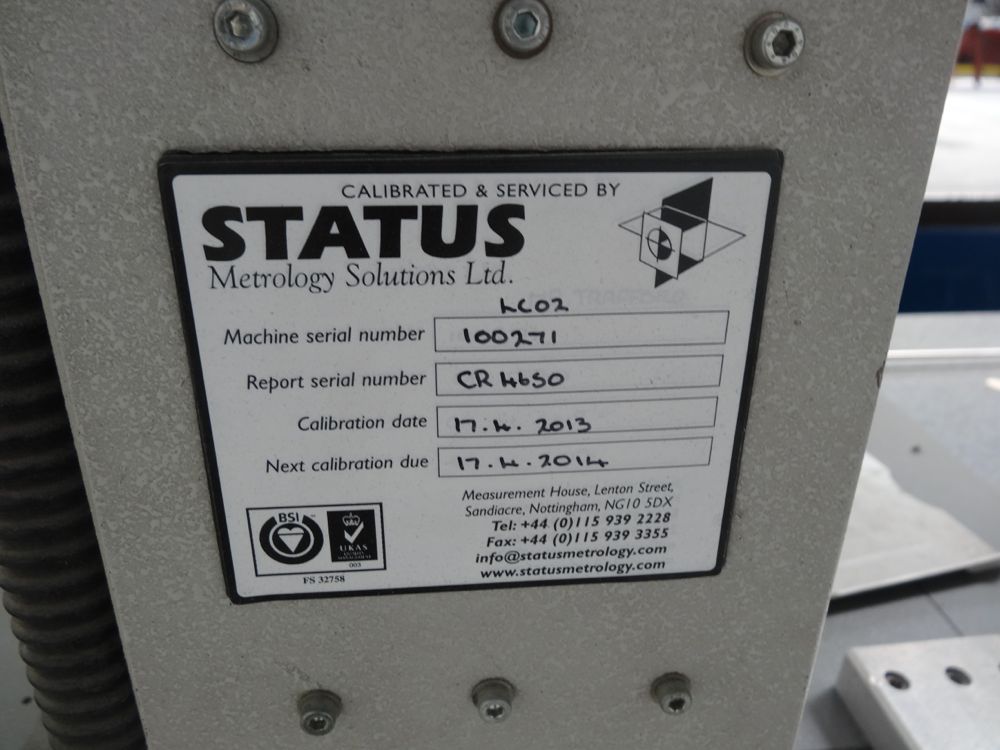 CALIBRATED & SERVICED BY
STATUS
Metrology Solutions Ltd.
LC02
Machine serial number 100271
Report serial number CR4650
Calibration date 17.4.2013
Next calibration due 17.4.2014
Measurement House, Lenton Street,
Sandiacre, Nottingham, NG10 5DX
Tel: +44 (0)115 939 2228
Fax: +44 (0)115 939 3355
info@statusmetrology.com
www.statusmetrology.com
BSI
UKAS
QUALITY
MANAGEMENT
003
FS 32758